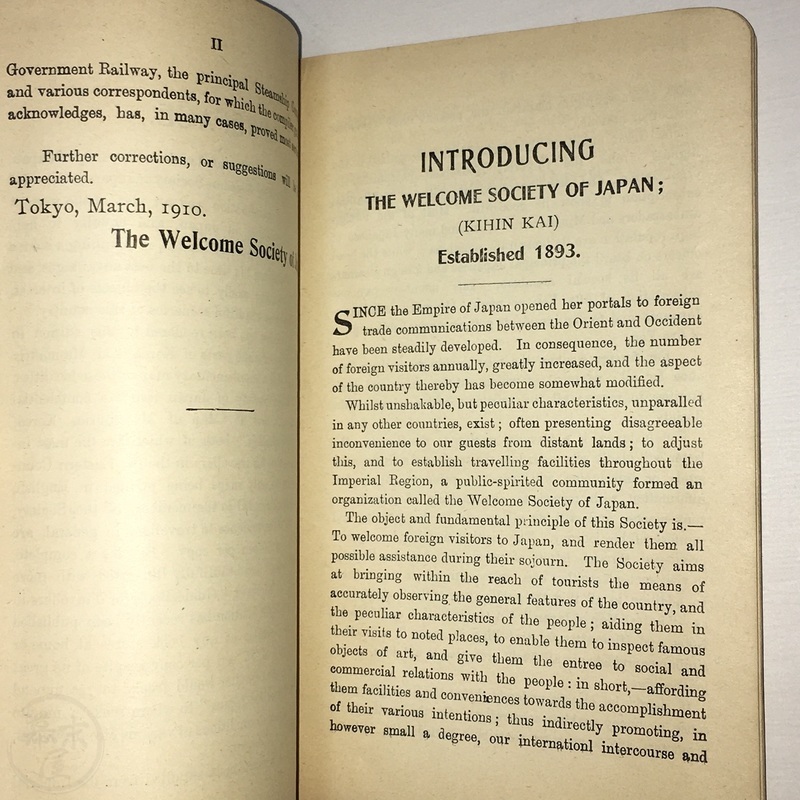 II
Government Railway, the principal Steamship
and various correspondents, for which the compiler
acknowledges, has, in many cases, proved most
Further corrections, or suggestions will be
appreciated.
Tokyo, March, 1910.
The Welcome Society of
INTRODUCING
THE WELCOME SOCIETY OF JAPAN;
(KIHIN KAI)
Established 1893.
SINCE the Empire of Japan opened her portals to foreign
trade communications between the Orient and Occident
have been steadily developed. In consequence, the number
of foreign visitors annually, greatly increased, and the aspect
of the country thereby has become somewhat modified.
Whilst unshakable, but peculiar characteristics, unparalled
in any other countries, exist; often presenting disagreeable
inconvenience to our guests from distant lands; to adjust
this, and to establish travelling facilities throughout the
Imperial Region, a public-spirited community formed an
organization called the Welcome Society of Japan.
The object and fundamental principle of this Society is.—
To welcome foreign visitors to Japan, and render them all
possible assistance during their sojourn. The Society aims
at bringing within the reach of tourists the means of
accurately observing the general features of the country, and
the peculiar characteristics of the people; aiding them in
their visits to noted places, to enable them to inspect famous
objects of art, and give them the entree to social and
commercial relations with the people: in short,—affording
them facilities and conveniences towards the accomplishment
of their various intentions; thus indirectly promoting, in
however small a degree, our internationl intercourse and